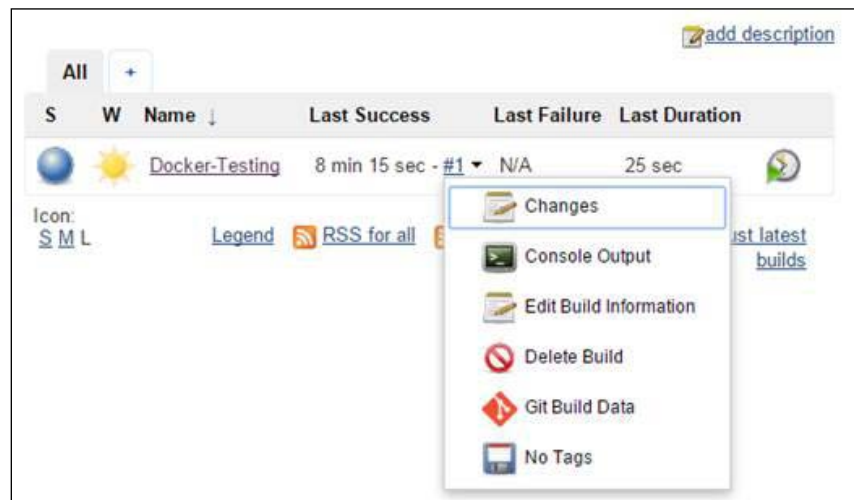 add description
All +
S W Name ↓ Last Success Last Failure Last Duration
Docker-Testing 8 min 15 sec - #1 N/A 25 sec
Icon:
S M L Legend RSS for all latest
builds
Changes
Console Output
Edit Build Information
Delete Build
Git Build Data
No Tags